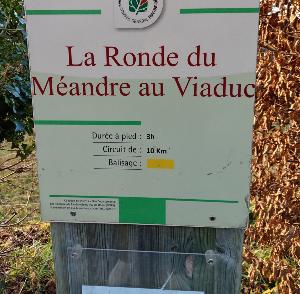 La Ronde du
Méandre au Viaduc
Durée à pied : 3h
Circuit de : 10 Km
Balisage :